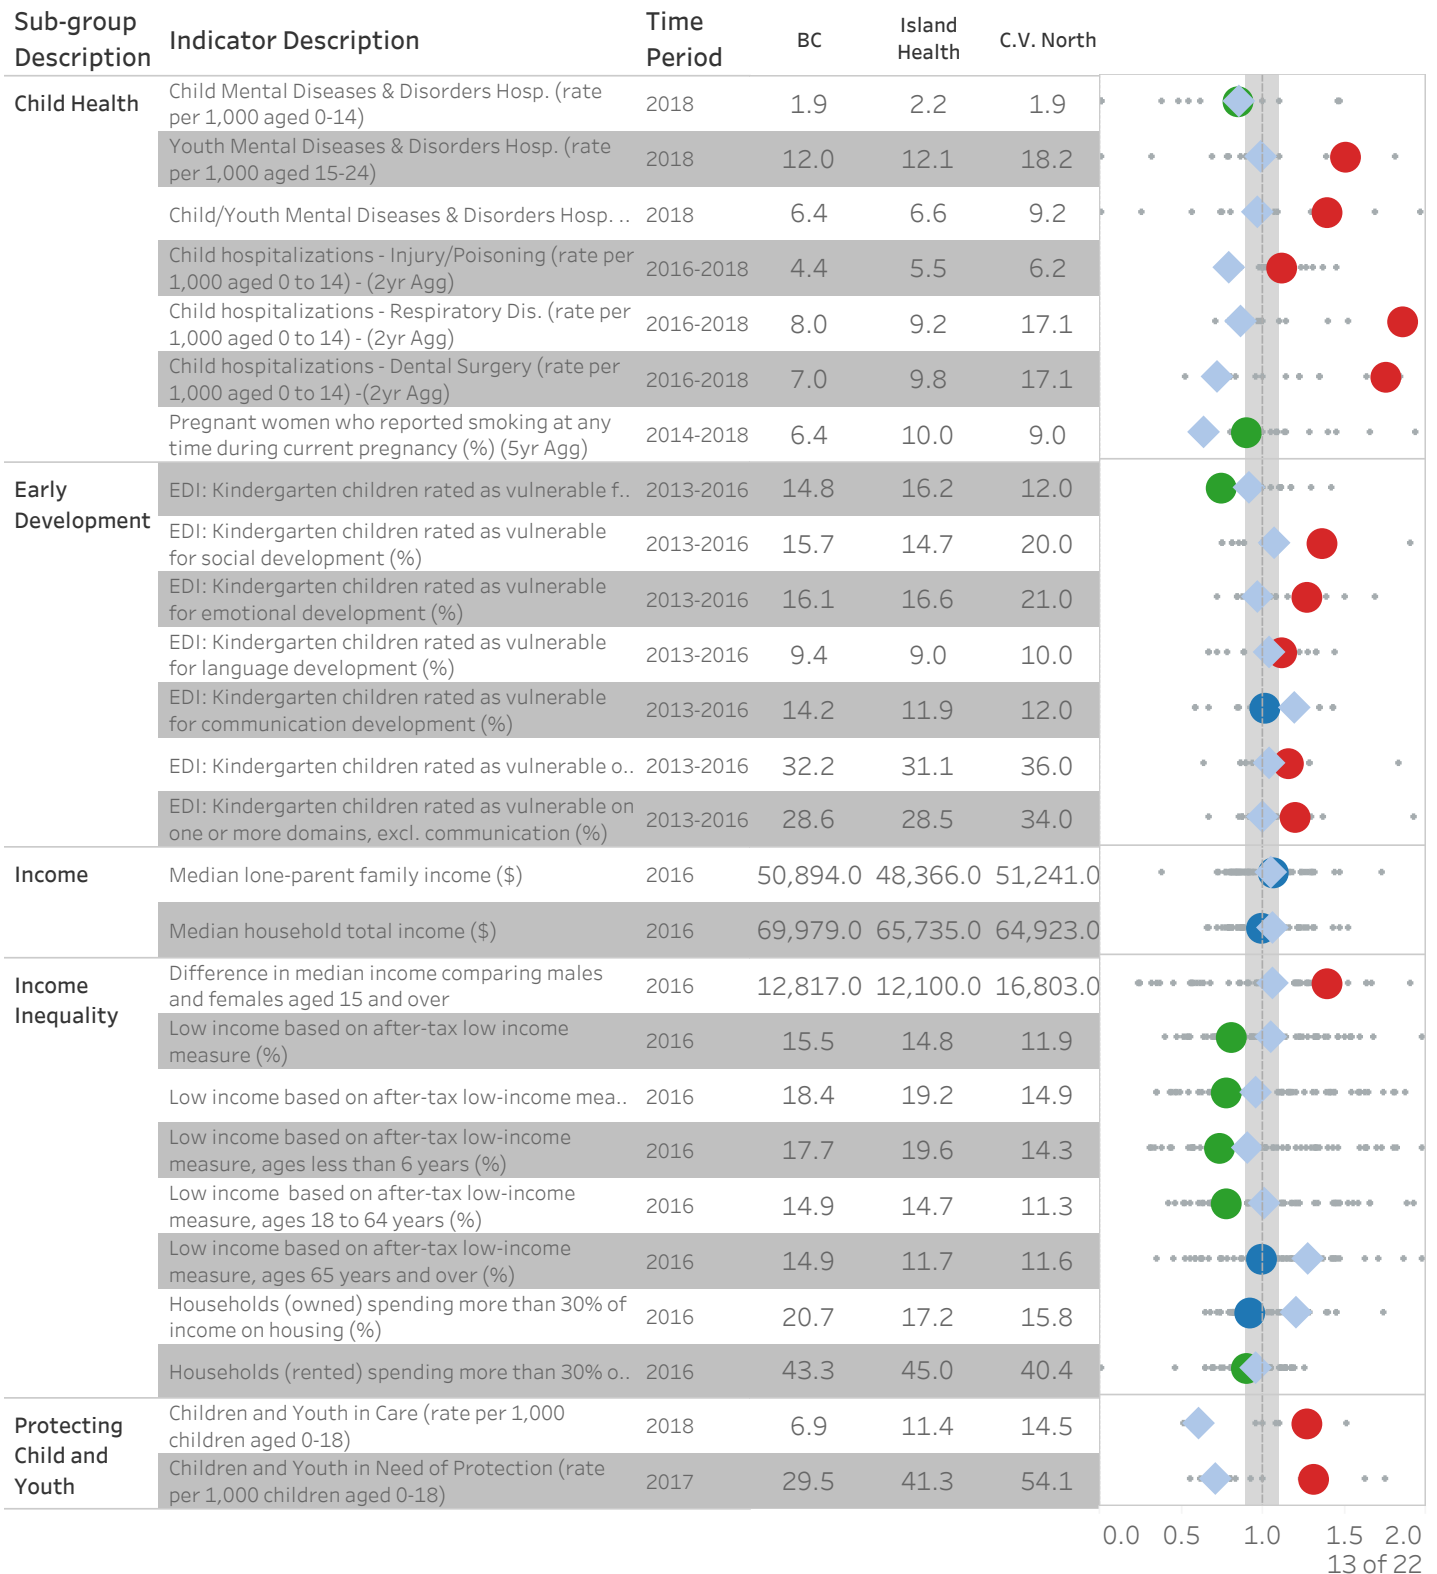 Sub-group Description Indicator Description Time Period BC Island Health C.V. North
Child Health Child Mental Diseases & Disorders Hosp. (rate per 1,000 aged 0-14) 2018 1.9 2.2 1.9
Youth Mental Diseases & Disorders Hosp. (rate per 1,000 aged 15-24) 2018 12.0 12.1 18.2
Child/Youth Mental Diseases & Disorders Hosp. .. 2018 6.4 6.6 9.2
Child hospitalizations - Injury/Poisoning (rate per 1,000 aged 0 to 14) - (2yr Agg) 2016-2018 4.4 5.5 6.2
Child hospitalizations - Respiratory Dis. (rate per 1,000 aged 0 to 14) - (2yr Agg) 2016-2018 8.0 9.2 17.1
Child hospitalizations - Dental Surgery (rate per 1,000 aged 0 to 14) -(2yr Agg) 2016-2018 7.0 9.8 17.1
Pregnant women who reported smoking at any time during current pregnancy (%) (5yr Agg) 2014-2018 6.4 10.0 9.0
Early Development EDI: Kindergarten children rated as vulnerable f.. 2013-2016 14.8 16.2 12.0
EDI: Kindergarten children rated as vulnerable for social development (%) 2013-2016 15.7 14.7 20.0
EDI: Kindergarten children rated as vulnerable for emotional development (%) 2013-2016 16.1 16.6 21.0
EDI: Kindergarten children rated as vulnerable for language development (%) 2013-2016 9.4 9.0 10.0
EDI: Kindergarten children rated as vulnerable for communication development (%) 2013-2016 14.2 11.9 12.0
EDI: Kindergarten children rated as vulnerable o.. 2013-2016 32.2 31.1 36.0
EDI: Kindergarten children rated as vulnerable on one or more domains, excl. communication (%) 2013-2016 28.6 28.5 34.0
Income Median lone-parent family income ($) 2016 50,894.0 48,366.0 51,241.0
Median household total income ($) 2016 69,979.0 65,735.0 64,923.0
Income Inequality Difference in median income comparing males and females aged 15 and over 2016 12,817.0 12,100.0 16,803.0
Low income based on after-tax low income measure (%) 2016 15.5 14.8 11.9
Low income based on after-tax low-income mea.. 2016 18.4 19.2 14.9
Low income based on after-tax low-income measure, ages less than 6 years (%) 2016 17.7 19.6 14.3
Low income based on after-tax low-income measure, ages 18 to 64 years (%) 2016 14.9 14.7 11.3
Low income based on after-tax low-income measure, ages 65 years and over (%) 2016 14.9 11.7 11.6
Households (owned) spending more than 30% of income on housing (%) 2016 20.7 17.2 15.8
Households (rented) spending more than 30% o.. 2016 43.3 45.0 40.4
Protecting Child and Youth Children and Youth in Care (rate per 1,000 children aged 0-18) 2018 6.9 11.4 14.5
Children and Youth in Need of Protection (rate per 1,000 children aged 0-18) 2017 29.5 41.3 54.1
0.0 0.5 1.0 1.5 2.0
13 of 22